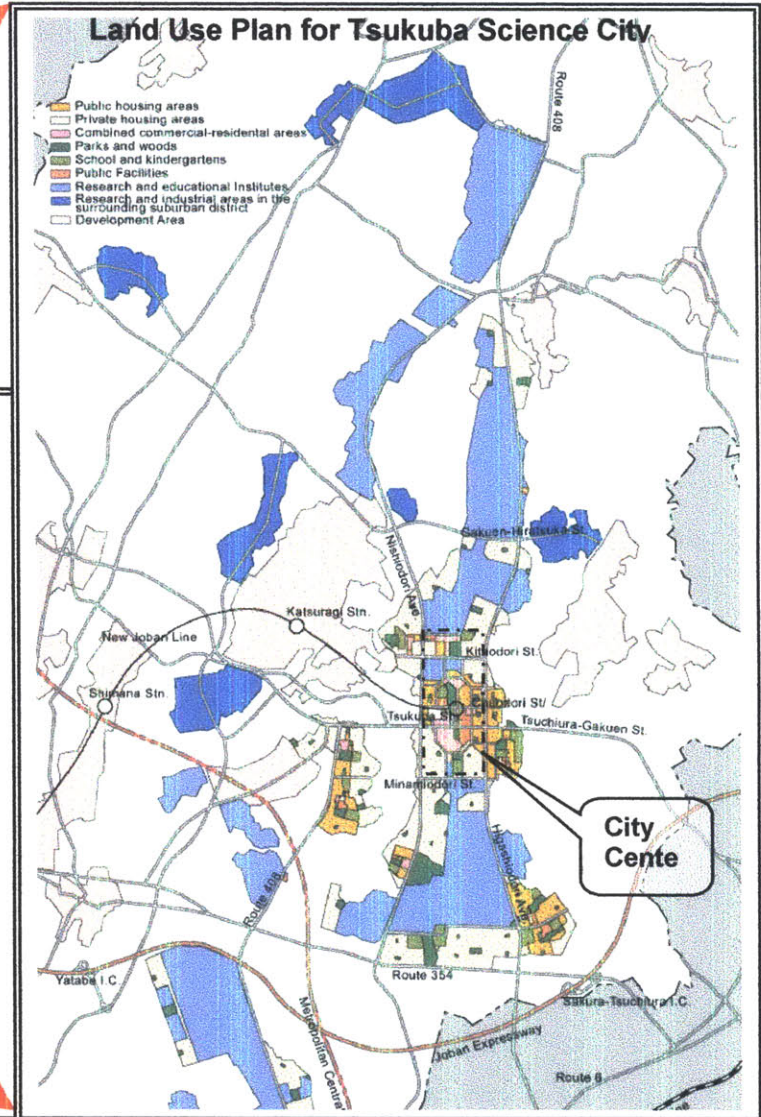 Land Use Plan for Tsukuba Science City
Public housing areas
Private housing areas
Combined commercial-residental areas
Parks and woods
School and kindergartens
Public Facilities
Research and educational Institutes
Research and industrial areas in the
surrounding suburban district
Development Area
Route 408
Gakuen-Hiratsuka St.
Nishiodori Ave
Katsuragi Stn.
New Joban Line
Kitaodori St.
Shimana Stn.
Chubudori St/
Tsukuba St
Tsuchiura-Gakuen St.
Minamiodori St.
City
Cente
Higashiodori Ave
Route 408
Yatabe I.C.
Route 354
Sakura-Tsuchiura I.C.
Metropolitan Central
Joban Expressway
Route 6